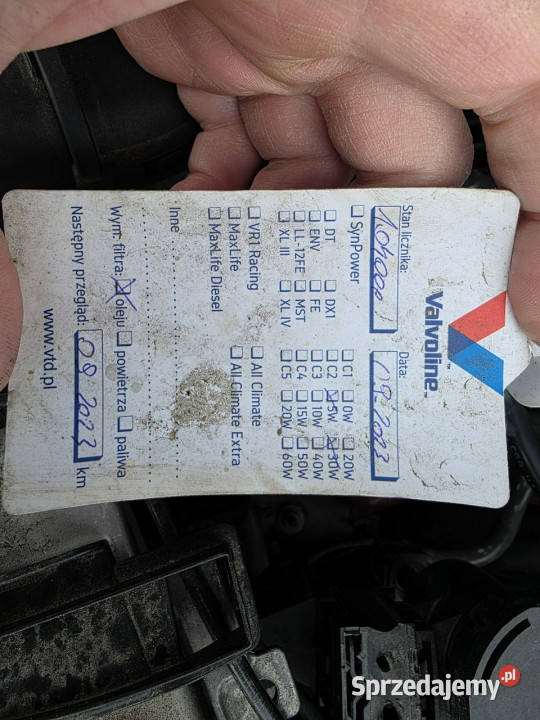 Valvoline™
Stan licznika: Data:
104000
SynPower
DT DX1 C1 0W 20W
ENV FE C2 5W 30W
LL-12FE MST C3 10W 40W
XL III XL IV C4 15W 50W
C5 20W 60W
VR1 Racing All Climate
MaxLife All Climate Extra
MaxLife Diesel
Inne
Wym. filtra: oleju powietrza paliwa
Następny przegląd: 09 2023 km
www.vtd.pl
Sprzedajemy.pl